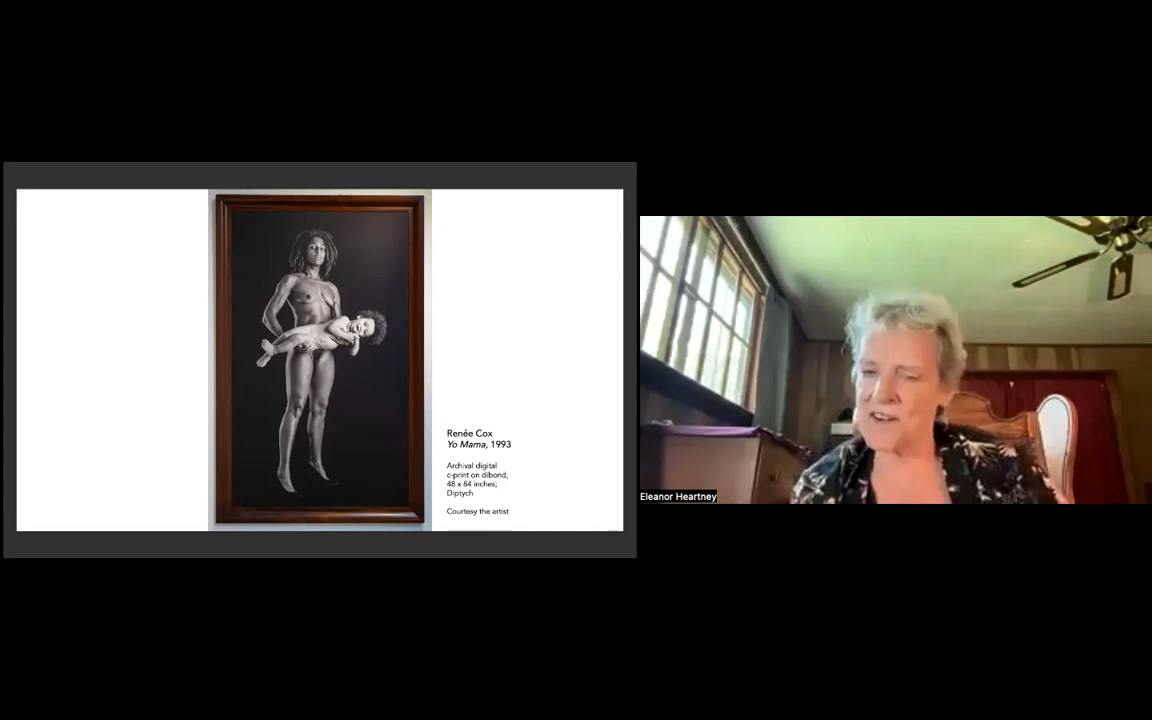 Renée Cox
Yo Mama, 1993
Archival digital
c-print on dibond;
48 x 84 inches;
Diptych
Courtesy the artist
Eleanor Heartney